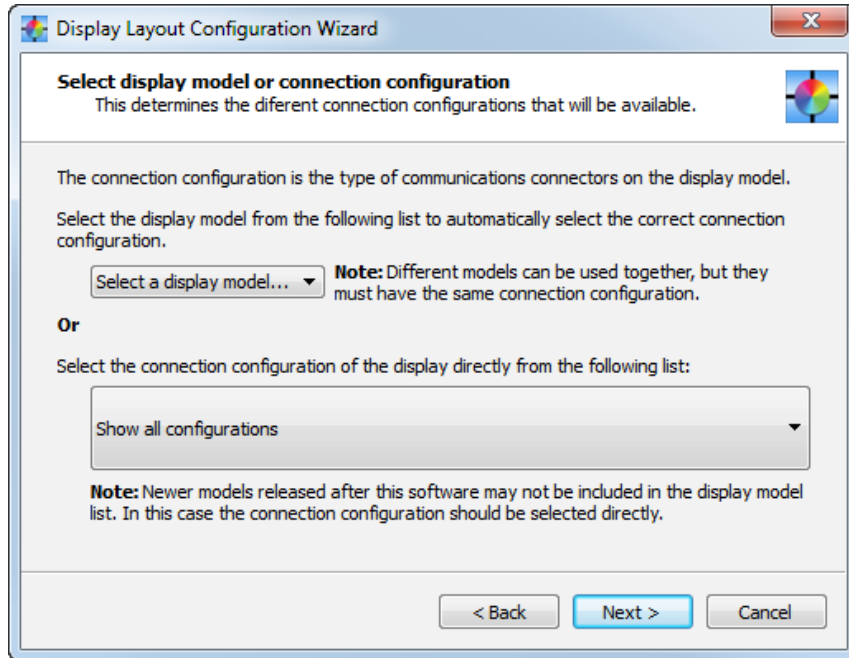 Display Layout Configuration Wizard
Select display model or connection configuration
This determines the diferent connection configurations that will be available.
The connection configuration is the type of communications connectors on the display model.
Select the display model from the following list to automatically select the correct connection
configuration.
Select a display model...
Note: Different models can be used together, but they
must have the same connection configuration.
Or
Select the connection configuration of the display directly from the following list:
Show all configurations
Note: Newer models released after this software may not be included in the display model
list. In this case the connection configuration should be selected directly.
< Back
Next >
Cancel